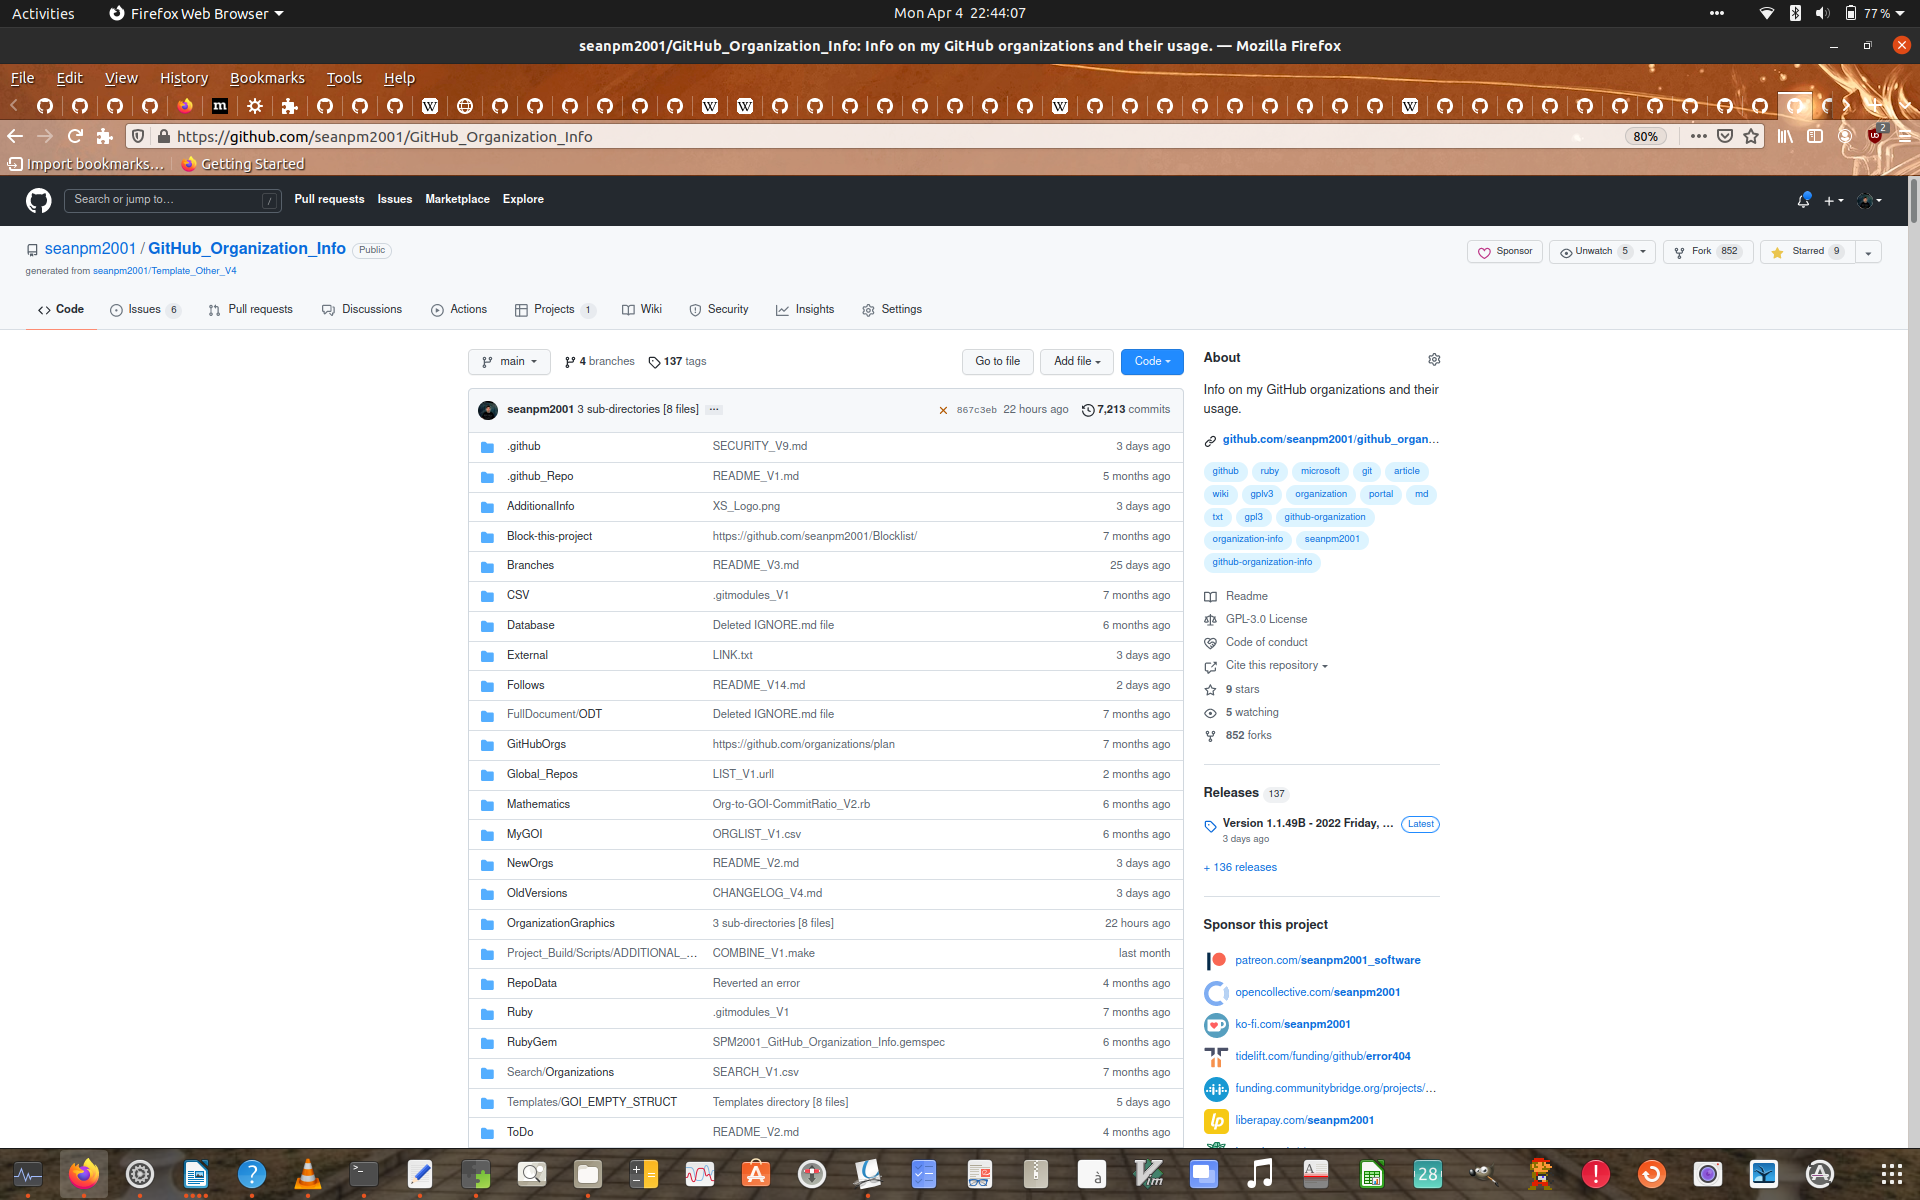 Activities Firefox Web Browser Mon Apr 4 22:44:07 77 %
seanpm2001/GitHub_Organization_Info: Info on my GitHub organizations and their usage. — Mozilla Firefox
File Edit View History Bookmarks Tools Help
https://github.com/seanpm2001/GitHub_Organization_Info 80% 2
Import bookmarks… Getting Started
Search or jump to… / Pull requests Issues Marketplace Explore
seanpm2001 / GitHub_Organization_Info Public Sponsor Unwatch 5 Fork 852 Starred 9
generated from seanpm2001/Template_Other_V4
Code Issues 6 Pull requests Discussions Actions Projects 1 Wiki Security Insights Settings
main 4 branches 137 tags Go to file Add file Code
seanpm2001 3 sub-directories [8 files] ... 867c3eb 22 hours ago 7,213 commits
.github SECURITY_V9.md 3 days ago
.github_Repo README_V1.md 5 months ago
AdditionalInfo XS_Logo.png 3 days ago
Block-this-project https://github.com/seanpm2001/Blocklist/ 7 months ago
Branches README_V3.md 25 days ago
CSV .gitmodules_V1 7 months ago
Database Deleted IGNORE.md file 6 months ago
External LINK.txt 3 days ago
Follows README_V14.md 2 days ago
FullDocument/ODT Deleted IGNORE.md file 7 months ago
GitHubOrgs https://github.com/organizations/plan 7 months ago
Global_Repos LIST_V1.urll 2 months ago
Mathematics Org-to-GOI-CommitRatio_V2.rb 6 months ago
MyGOI ORGLIST_V1.csv 6 months ago
NewOrgs README_V2.md 3 days ago
OldVersions CHANGELOG_V4.md 3 days ago
OrganizationGraphics 3 sub-directories [8 files] 22 hours ago
Project_Build/Scripts/ADDITIONAL_... COMBINE_V1.make last month
RepoData Reverted an error 4 months ago
Ruby .gitmodules_V1 7 months ago
RubyGem SPM2001_GitHub_Organization_Info.gemspec 6 months ago
Search/Organizations SEARCH_V1.csv 7 months ago
Templates/GOI_EMPTY_STRUCT Templates directory [8 files] 5 days ago
ToDo README_V2.md 4 months ago
About
Info on my GitHub organizations and their
usage.
github.com/seanpm2001/github_organ...
github ruby microsoft git article
wiki gplv3 organization portal md
txt gpl3 github-organization
organization-info seanpm2001
github-organization-info
Readme
GPL-3.0 License
Code of conduct
Cite this repository
9 stars
5 watching
852 forks
Releases 137
Version 1.1.49B - 2022 Friday, ... Latest
3 days ago
+ 136 releases
Sponsor this project
patreon.com/seanpm2001_software
opencollective.com/seanpm2001
ko-fi.com/seanpm2001
tidelift.com/funding/github/error404
funding.communitybridge.org/projects/...
lp liberapay.com/seanpm2001
28